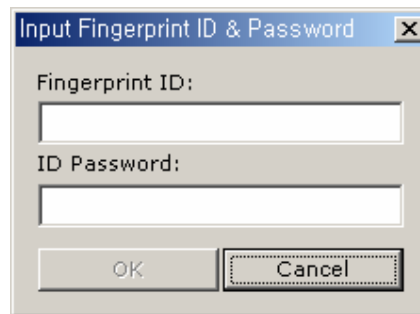 Input Fingerprint ID & Password
Fingerprint ID:
ID Password:
OK
Cancel